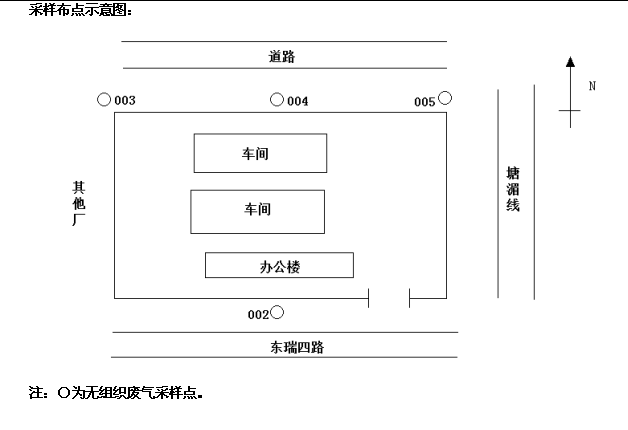 采样布点示意图：
道路
○003
○004
005○
N
车间
车间
办公楼
其他厂
塘湄线
002○
东瑞四路
注：○为无组织废气采样点。